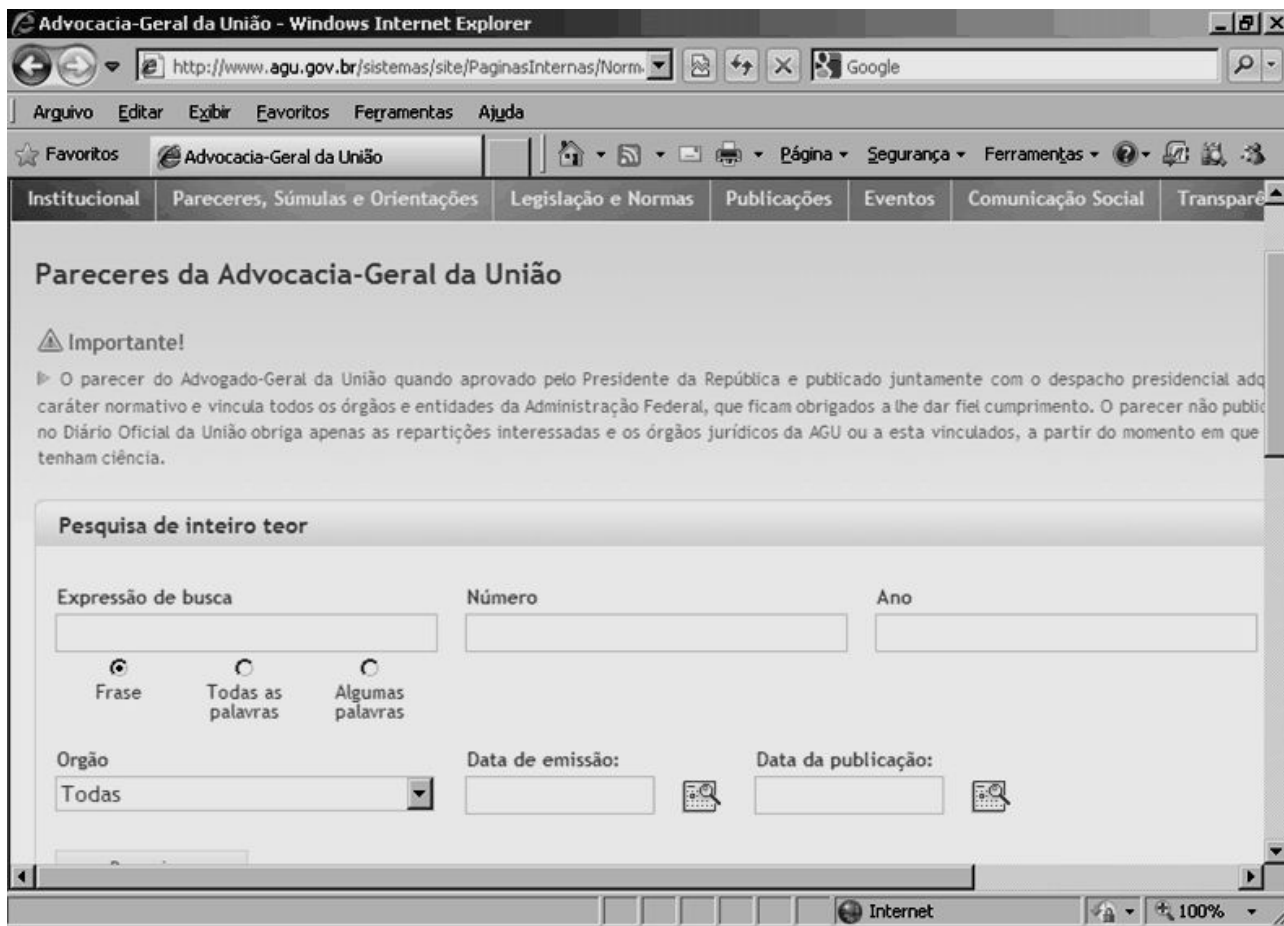 Advocacia-Geral da União - Windows Internet Explorer
http://www.agu.gov.br/sistemas/site/PaginasInternas/Norm
Google
Arquivo Editar Exibir Favoritos Ferramentas Ajuda
Favoritos Advocacia-Geral da União Página Segurança Ferramentas
Institucional Pareceres, Súmulas e Orientações Legislação e Normas Publicações Eventos Comunicação Social Transparê
Pareceres da Advocacia-Geral da União
Importante!
O parecer do Advogado-Geral da União quando aprovado pelo Presidente da República e publicado juntamente com o despacho presidencial adq
caráter normativo e vincula todos os órgãos e entidades da Administração Federal, que ficam obrigados a lhe dar fiel cumprimento. O parecer não public
no Diário Oficial da União obriga apenas as repartições interessadas e os órgãos jurídicos da AGU ou a esta vinculados, a partir do momento em que
tenham ciência.
Pesquisa de inteiro teor
Expressão de busca Número Ano
Frase Todas as Algumas
palavras palavras
Orgão Data de emissão: Data da publicação:
Todas
Internet 100%